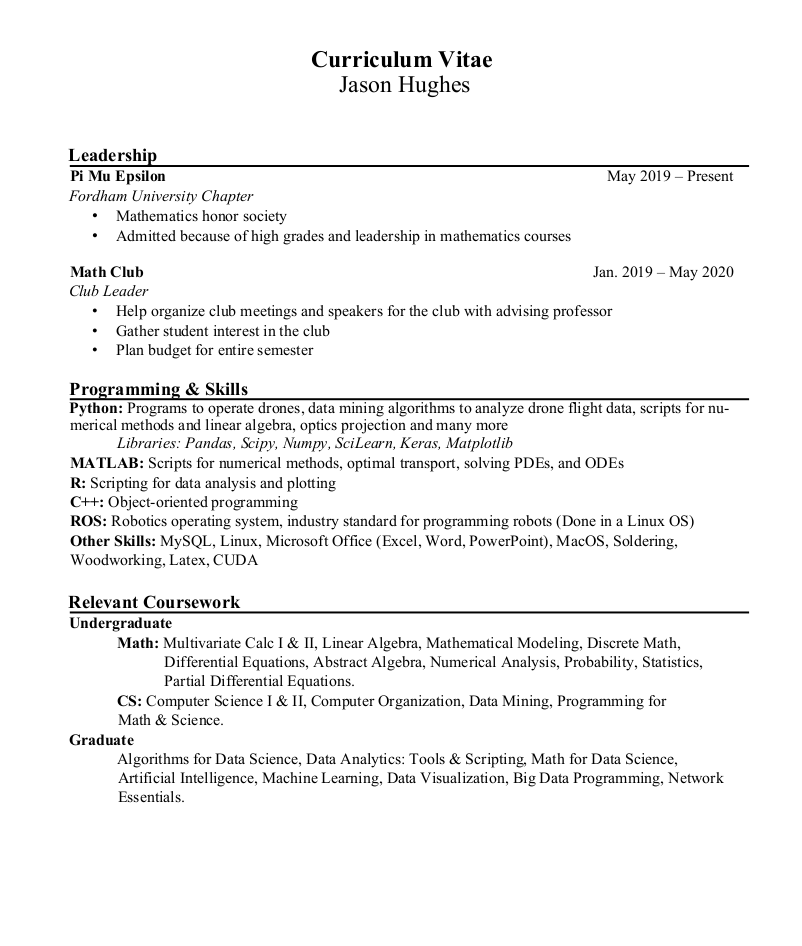 Curriculum Vitae
Jason Hughes
Leadership
Pi Mu Epsilon May 2019 – Present
Fordham University Chapter
• Mathematics honor society
• Admitted because of high grades and leadership in mathematics courses
Math Club Jan. 2019 – May 2020
Club Leader
• Help organize club meetings and speakers for the club with advising professor
• Gather student interest in the club
• Plan budget for entire semester
Programming & Skills
Python: Programs to operate drones, data mining algorithms to analyze drone flight data, scripts for nu-
merical methods and linear algebra, optics projection and many more
Libraries: Pandas, Scipy, Numpy, SciLearn, Keras, Matplotlib
MATLAB: Scripts for numerical methods, optimal transport, solving PDEs, and ODEs
R: Scripting for data analysis and plotting
C++: Object-oriented programming
ROS: Robotics operating system, industry standard for programming robots (Done in a Linux OS)
Other Skills: MySQL, Linux, Microsoft Office (Excel, Word, PowerPoint), MacOS, Soldering,
Woodworking, Latex, CUDA
Relevant Coursework
Undergraduate
Math: Multivariate Calc I & II, Linear Algebra, Mathematical Modeling, Discrete Math,
Differential Equations, Abstract Algebra, Numerical Analysis, Probability, Statistics,
Partial Differential Equations.
CS: Computer Science I & II, Computer Organization, Data Mining, Programming for
Math & Science.
Graduate
Algorithms for Data Science, Data Analytics: Tools & Scripting, Math for Data Science,
Artificial Intelligence, Machine Learning, Data Visualization, Big Data Programming, Network
Essentials.